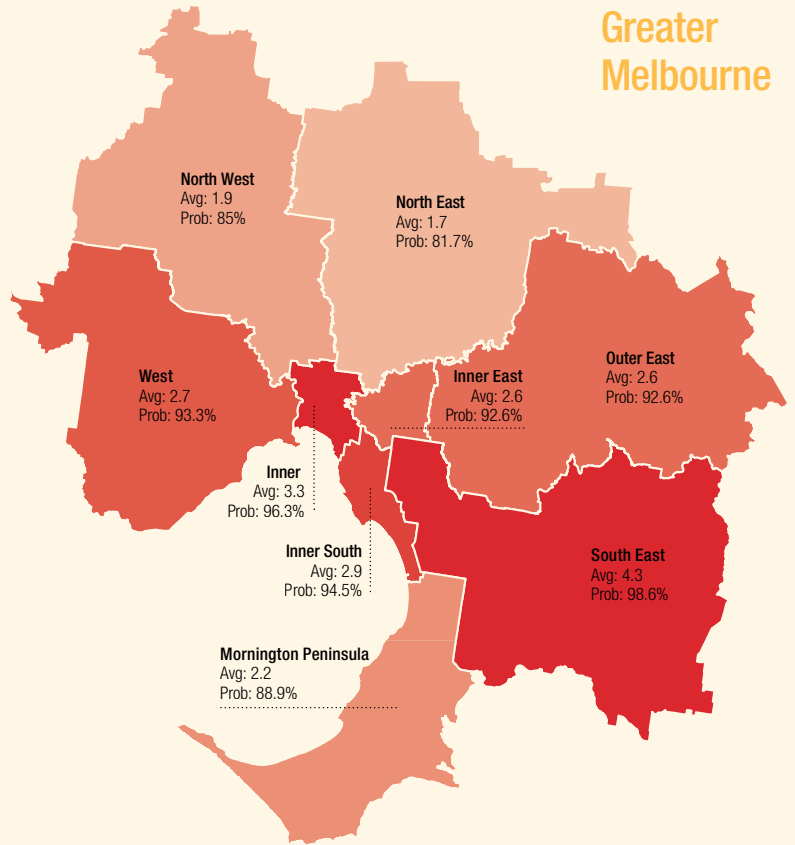 Greater
Melbourne
North West
Avg: 1.9
Prob: 85%
North East
Avg: 1.7
Prob: 81.7%
West
Avg: 2.7
Prob: 93.3%
Inner East
Avg: 2.6
Prob: 92.6%
Outer East
Avg: 2.6
Prob: 92.6%
Inner
Avg: 3.3
Prob: 96.3%
Inner South
Avg: 2.9
Prob: 94.5%
South East
Avg: 4.3
Prob: 98.6%
Mornington Peninsula
Avg: 2.2
Prob: 88.9%